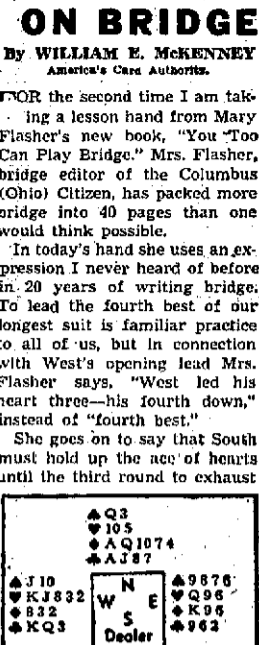 ON BRIDGE
By WILLIAM E. McKENNEY
America's Card Authority.
FOR the second time I am tak-
ing a lesson hand from Mary
Flasher's new book, "You Too
Can Play Bridge." Mrs. Flasher,
bridge editor of the Columbus
(Ohio) Citizen, has packed more
bridge into 40 pages than one
would think possible.
In today's hand she uses an ex-
pression I never heard of before
in 20 years of writing bridge.
To lead the fourth best of our
longest suit is familiar practice
to all of us, but in connection
with West's opening lead Mrs.
Flasher says, "West led his
heart three—his fourth down,"
instead of "fourth best."
She goes on to say that South
must hold up the ace of hearts
until the third round to exhaust
♠ Q 3
♥ 10 5
♦ A Q 10 7 4
♣ A J 8 7
♠ J 10
♥ K J 8 3 2
♦ 8 3 2
♣ K Q 3
N
W E
S
Dealer
♠ 9 8 7 6
♥ Q 9 6
♦ K 9 6
♣ 9 6 2